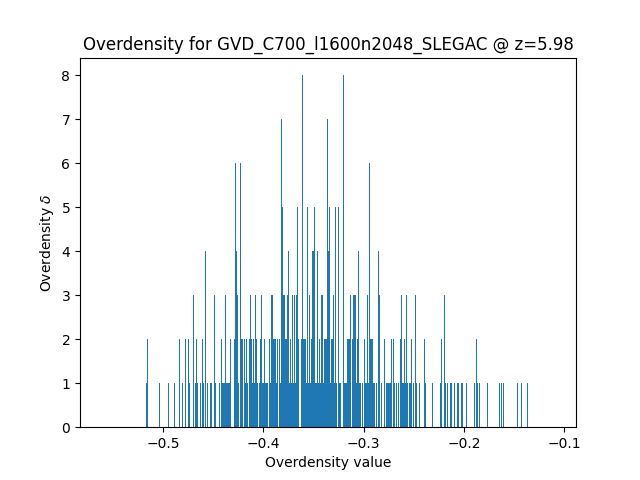 Overdensity for GVD_C700_l1600n2048_SLEGAC @ z=5.98
Overdensity δ
8
7
6
5
4
3
2
1
0
−0.5 −0.4 −0.3 −0.2 −0.1
Overdensity value